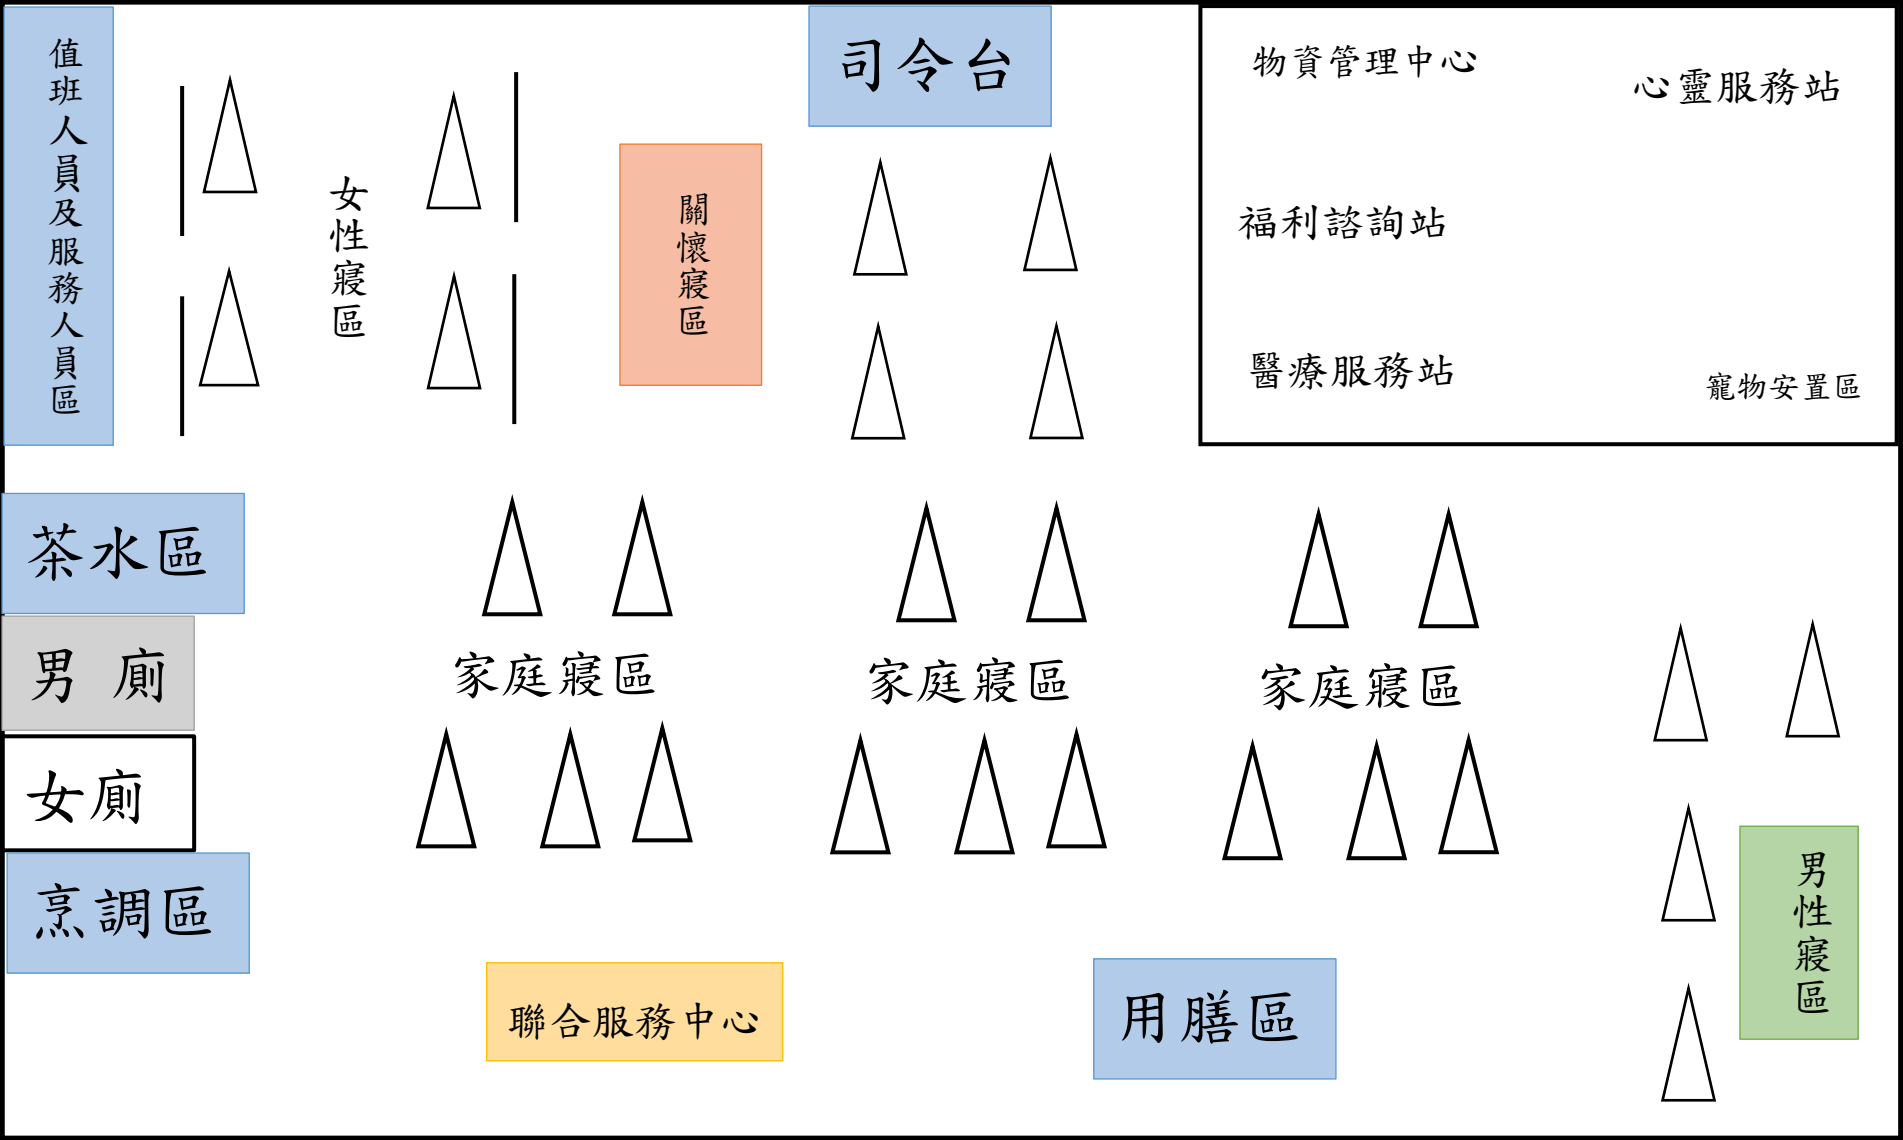 值班人員及服務人員區
女性寢區
關懷寢區
司令台
物資管理中心
心靈服務站
福利諮詢站
醫療服務站
寵物安置區
茶水區
男 廁
女廁
烹調區
家庭寢區
家庭寢區
家庭寢區
男性寢區
聯合服務中心
用膳區